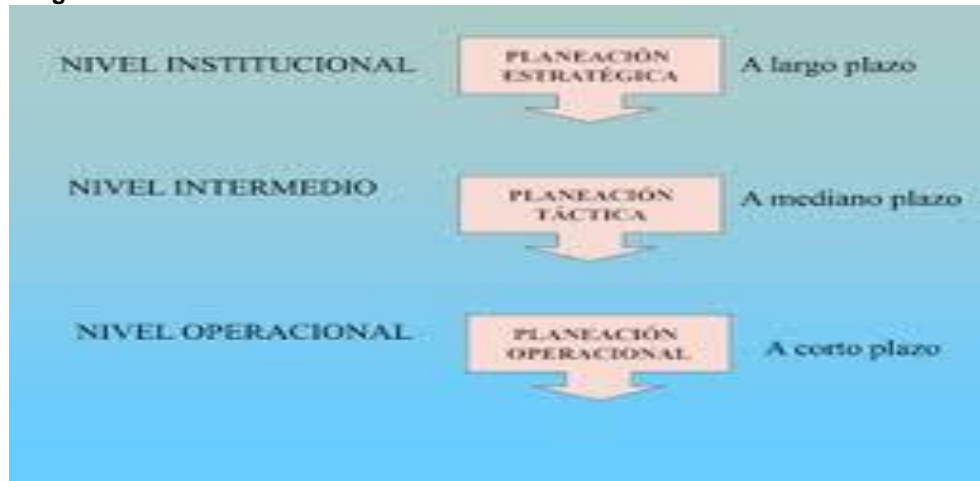 NIVEL INSTITUCIONAL
PLANEACIÓN
ESTRATÉGICA
A largo plazo
NIVEL INTERMEDIO
PLANEACIÓN
TÁCTICA
A mediano plazo
NIVEL OPERACIONAL
PLANEACIÓN
OPERACIONAL
A corto plazo